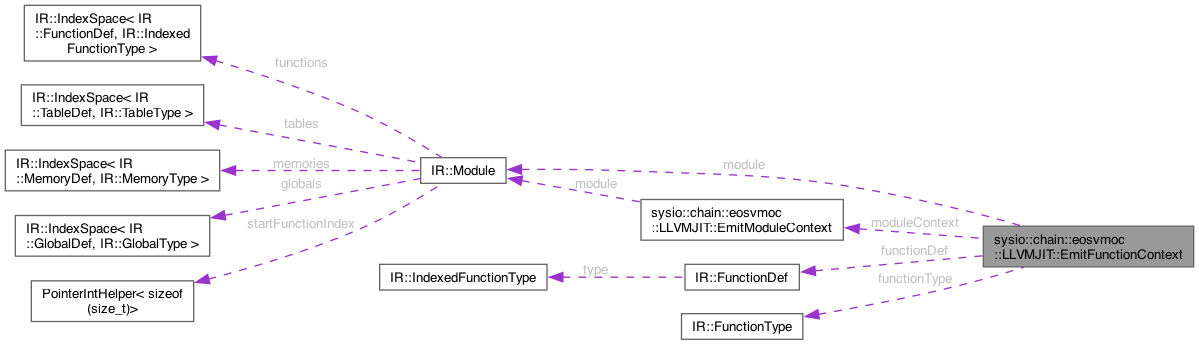 IR::IndexSpace< IR
::FunctionDef, IR::Indexed
FunctionType >
functions
IR::IndexSpace< IR
::TableDef, IR::TableType >
tables
IR::IndexSpace< IR
::MemoryDef, IR::MemoryType >
memories
IR::IndexSpace< IR
::GlobalDef, IR::GlobalType >
globals
PointerIntHelper< sizeof
(size_t)>
startFunctionIndex
IR::Module
module
module
sysio::chain::eosvmoc
::LLVMJIT::EmitModuleContext
moduleContext
sysio::chain::eosvmoc
::LLVMJIT::EmitFunctionContext
functionDef
IR::IndexedFunctionType
type
IR::FunctionDef
functionType
IR::FunctionType